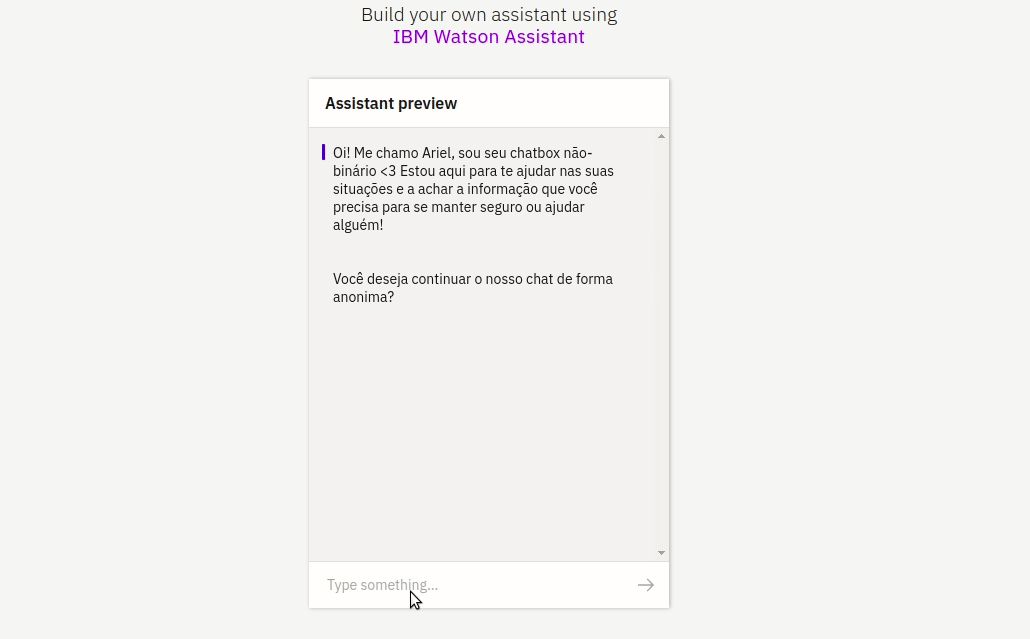 Build your own assistant using
IBM Watson Assistant
Assistant preview
Oi! Me chamo Ariel, sou seu chatbox não-
binário <3 Estou aqui para te ajudar nas suas
situações e a achar a informação que você
precisa para se manter seguro ou ajudar
alguém!
Você deseja continuar o nosso chat de forma
anonima?
Type something...